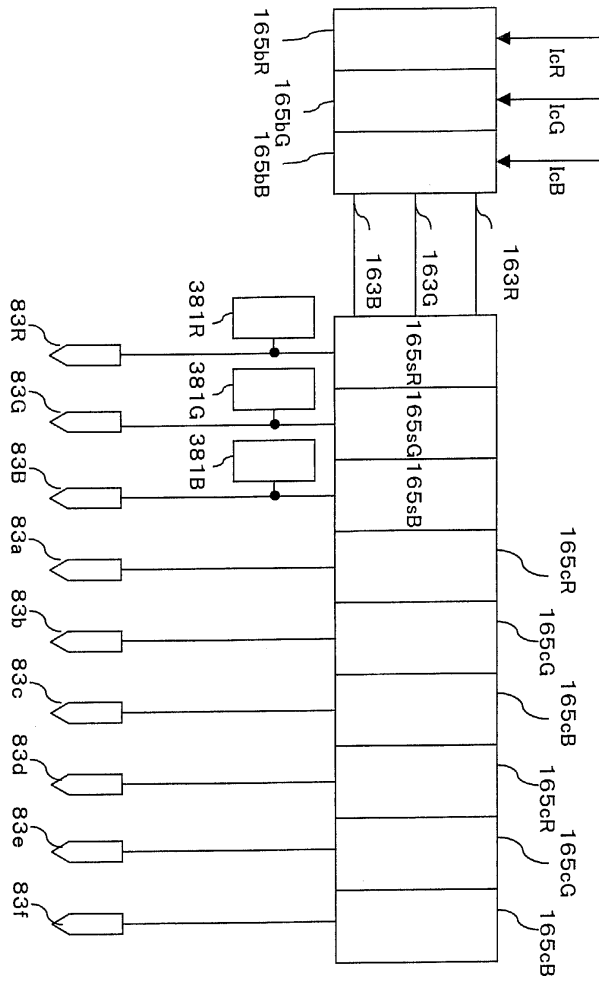 IcR
IcG
IcB
165bR
165bG
165bB
163R
163G
163B
381R
381G
381B
165sR
165sG
165sB
165cR
165cG
165cB
165cR
165cG
165cB
83R
83G
83B
83a
83b
83c
83d
83e
83f